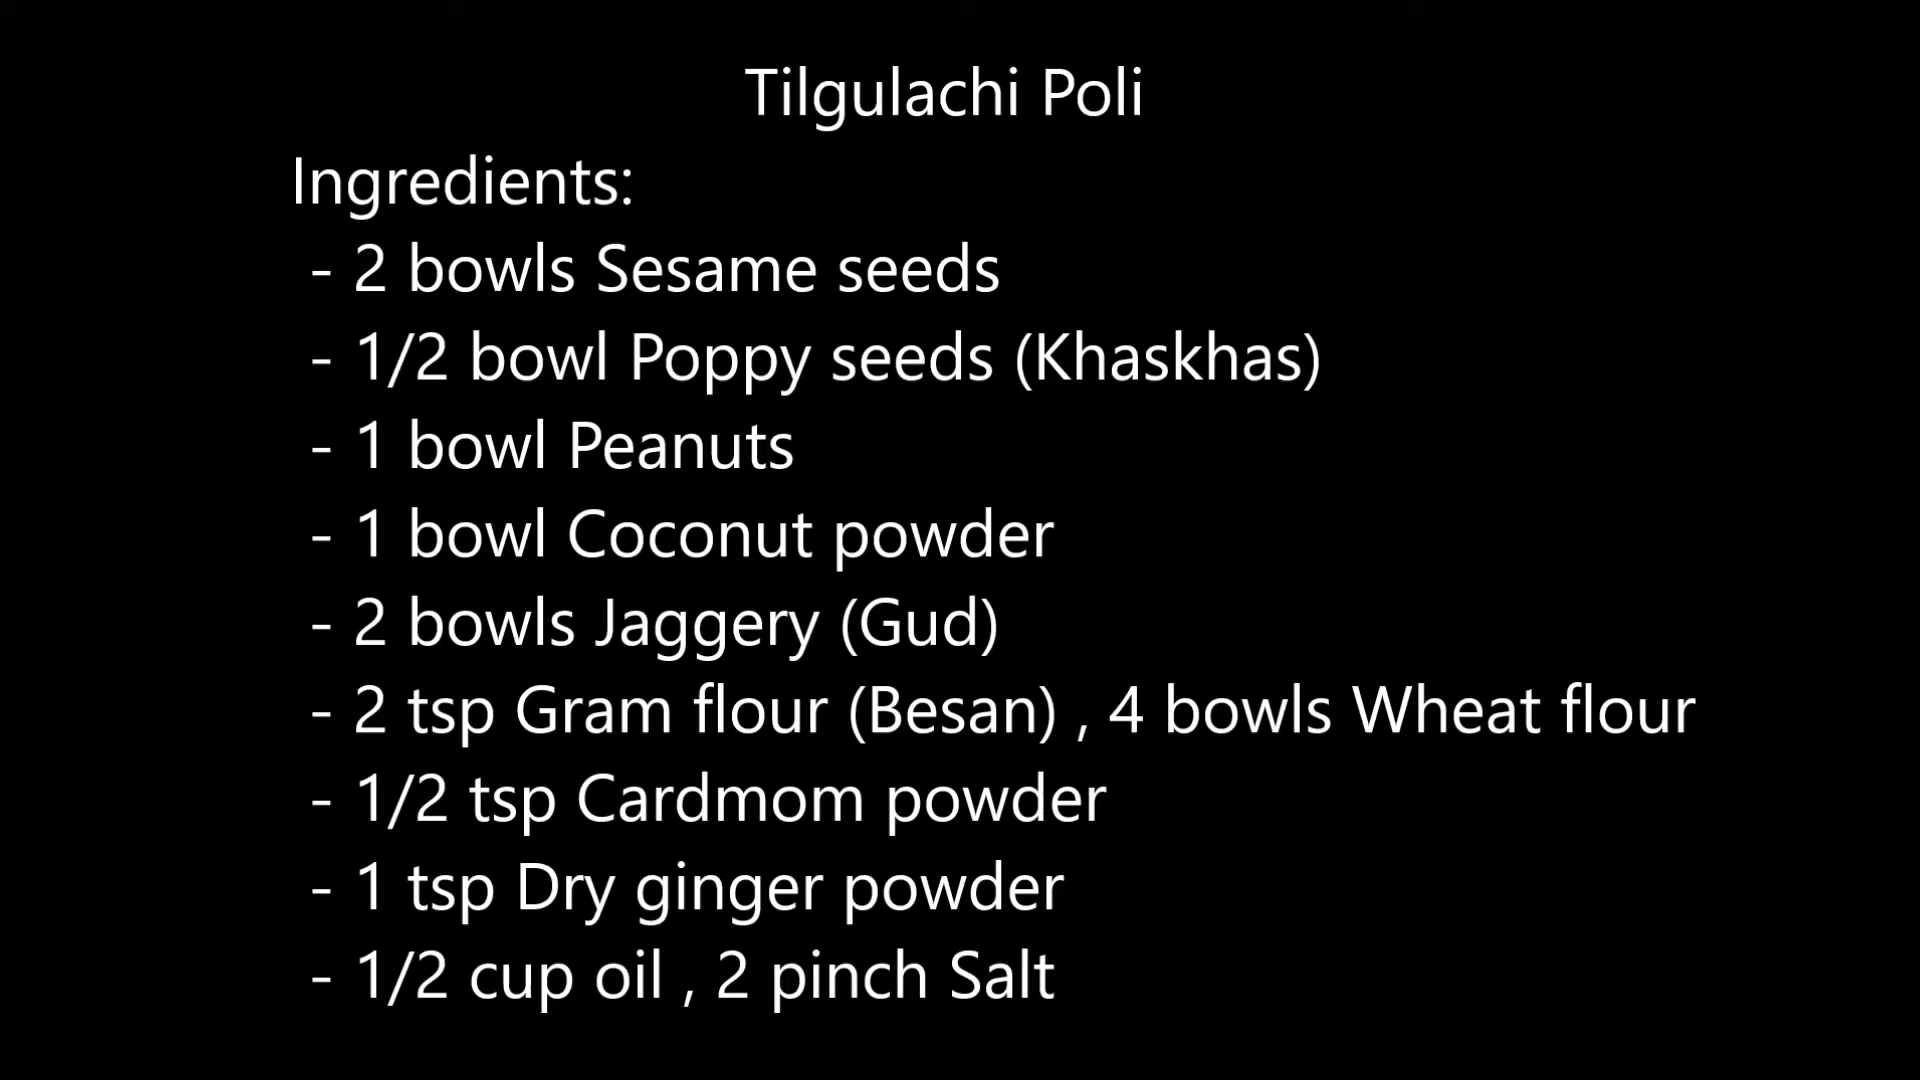 Tilgulachi Poli
Ingredients:
- 2 bowls Sesame seeds
- 1/2 bowl Poppy seeds (Khaskhas)
- 1 bowl Peanuts
- 1 bowl Coconut powder
- 2 bowls Jaggery (Gud)
- 2 tsp Gram flour (Besan) , 4 bowls Wheat flour
- 1/2 tsp Cardmom powder
- 1 tsp Dry ginger powder
- 1/2 cup oil , 2 pinch Salt